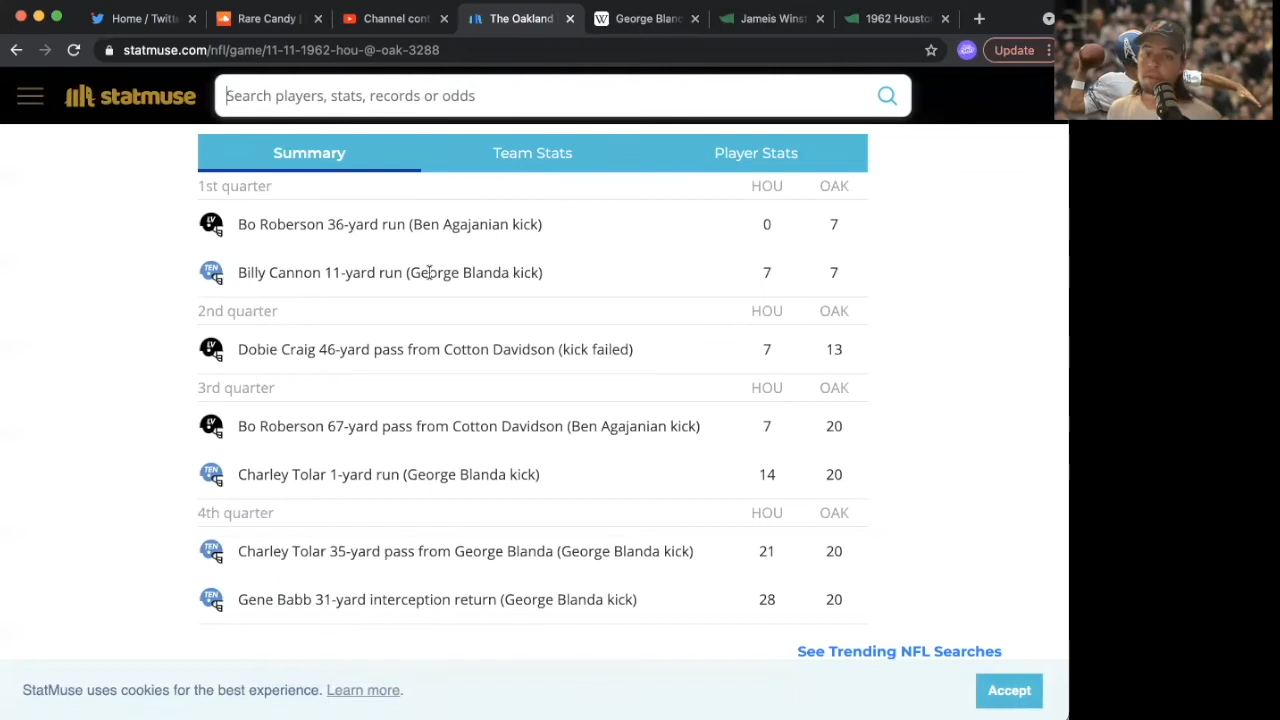 Home / Twitt
Rare Candy |
Channel cont
The Oakland
George Blanc
Jameis Winst
1962 Housto
statmuse.com/nfl/game/11-11-1962-hou-@-oak-3288
Update
statmuse
Search players, stats, records or odds
Summary Team Stats Player Stats
1st quarter HOU OAK
Bo Roberson 36-yard run (Ben Agajanian kick) 0 7
Billy Cannon 11-yard run (George Blanda kick) 7 7
2nd quarter HOU OAK
Dobie Craig 46-yard pass from Cotton Davidson (kick failed) 7 13
3rd quarter HOU OAK
Bo Roberson 67-yard pass from Cotton Davidson (Ben Agajanian kick) 7 20
Charley Tolar 1-yard run (George Blanda kick) 14 20
4th quarter HOU OAK
Charley Tolar 35-yard pass from George Blanda (George Blanda kick) 21 20
Gene Babb 31-yard interception return (George Blanda kick) 28 20
See Trending NFL Searches
StatMuse uses cookies for the best experience. Learn more.
Accept